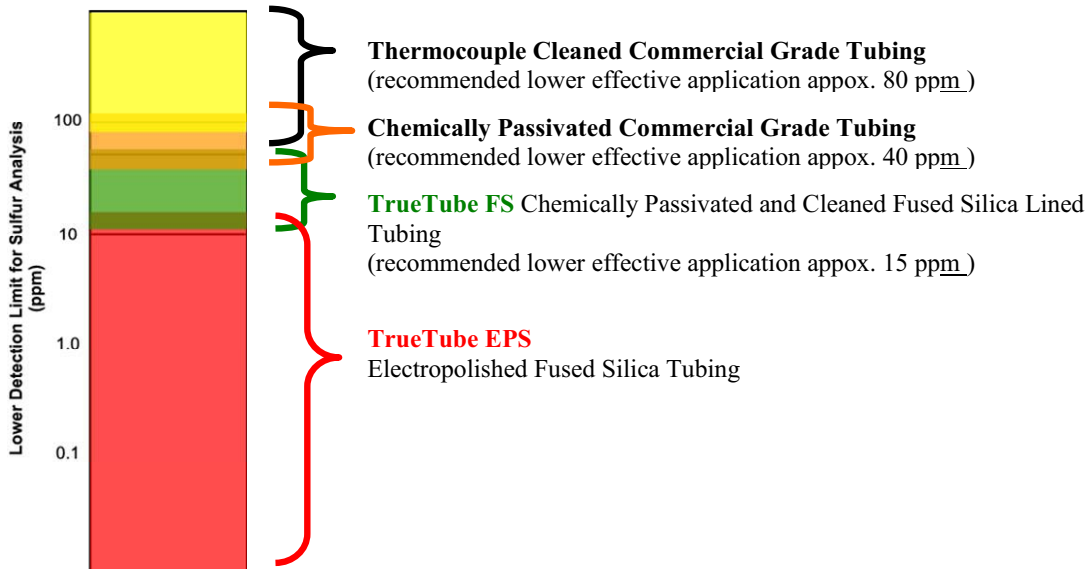 Thermocouple Cleaned Commercial Grade Tubing
(recommended lower effective application appox. 80 ppm )
100
Chemically Passivated Commercial Grade Tubing
(recommended lower effective application appox. 40 ppm )
TrueTube FS Chemically Passivated and Cleaned Fused Silica Lined
Tubing
(recommended lower effective application appox. 15 ppm )
10
Lower Detection Limit for Sulfur Analysis
(ppm)
TrueTube EPS
Electropolished Fused Silica Tubing
1.0
0.1